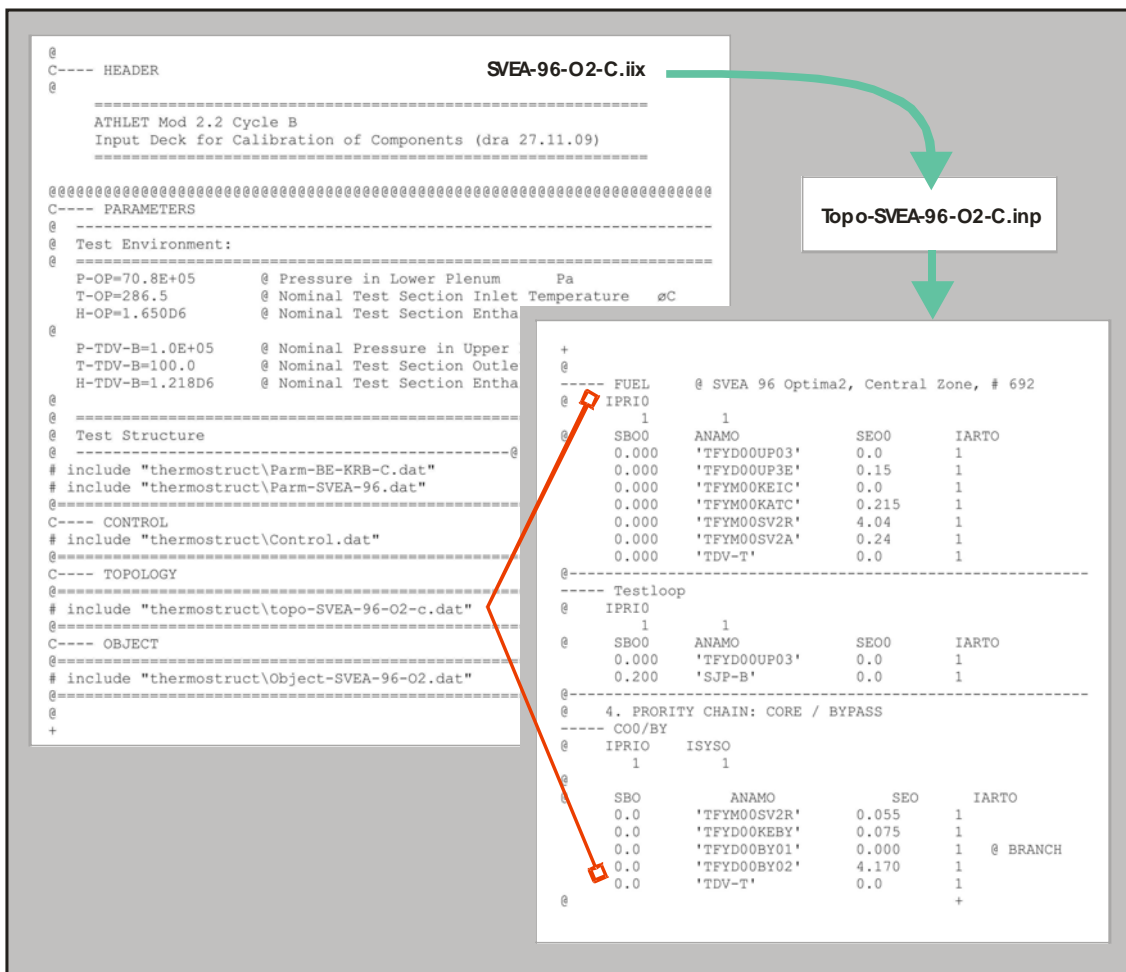 @
C---- HEADER
SVEA-96-O2-C.iix
@
============================================================
ATHLET Mod 2.2 Cycle B
Input Deck for Calibration of Components (dra 27.11.09)
============================================================
@@@@@@@@@@@@@@@@@@@@@@@@@@@@@@@@@@@@@@@@@@@@@@@@@@@@@@@@@@@@@@@@@@@@@@@@
C---- PARAMETERS
@ ---------------------------------------------------------------------
@ Test Environment:
@ =====================================================================
P-OP=70.8E+05 @ Pressure in Lower Plenum Pa
T-OP=286.5 @ Nominal Test Section Inlet Temperature øC
H-OP=1.650D6 @ Nominal Test Section Entha
@
P-TDV-B=1.0E+05 @ Nominal Pressure in Upper
T-TDV-B=100.0 @ Nominal Test Section Outle
H-TDV-B=1.218D6 @ Nominal Test Section Entha
@
@ ================================================
@ Test Structure
@ -----------------------------------------------@
# include "thermostruct\Parm-BE-KRB-C.dat"
# include "thermostruct\Parm-SVEA-96.dat"
@===================================================
C---- CONTROL
# include "thermostruct\Control.dat"
@===================================================
C---- TOPOLOGY
@===================================================
# include "thermostruct\topo-SVEA-96-O2-c.dat"
@===================================================
C---- OBJECT
@===================================================
# include "thermostruct\Object-SVEA-96-O2.dat"
@===================================================
@
+
Topo-SVEA-96-O2-C.inp
+
@
----- FUEL @ SVEA 96 Optima2, Central Zone, # 692
@ IPRI0
1 1
@ SBO0 ANAMO SEO0 IARTO
0.000 'TFYD00UP03' 0.0 1
0.000 'TFYD00UP3E' 0.15 1
0.000 'TFYM00KEIC' 0.0 1
0.000 'TFYM00KATC' 0.215 1
0.000 'TFYM00SV2R' 4.04 1
0.000 'TFYM00SV2A' 0.24 1
0.000 'TDV-T' 0.0 1
@--------------------------------------------------------
----- Testloop
@ IPRI0
1 1
@ SBO0 ANAMO SEO0 IARTO
0.000 'TFYD00UP03' 0.0 1
0.200 'SJP-B' 0.0 1
@--------------------------------------------------------
@ 4. PRORITY CHAIN: CORE / BYPASS
----- CO0/BY
@ IPRIO ISYSO
1 1
@
@ SBO ANAMO SEO IARTO
0.0 'TFYM00SV2R' 0.055 1
0.0 'TFYD00KEBY' 0.075 1
0.0 'TFYD00BY01' 0.000 1 @ BRANCH
0.0 'TFYD00BY02' 4.170 1
0.0 'TDV-T' 0.0 1
@ +